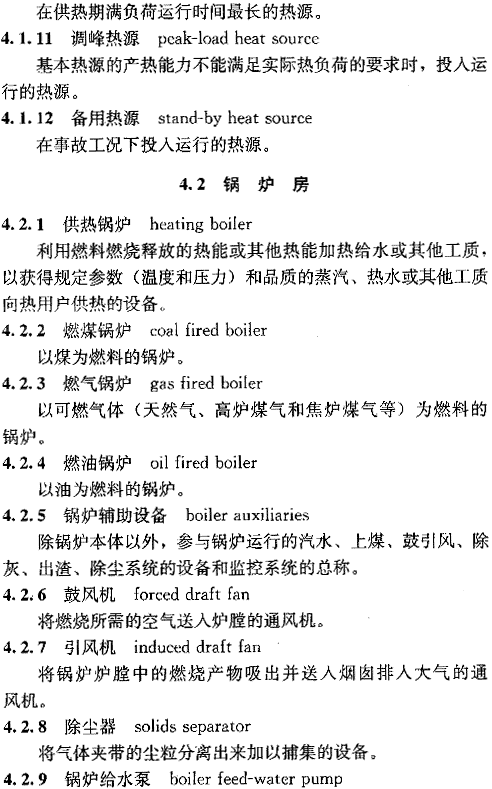 在供热期满负荷运行时间最长的热源。
4.1.11 调峰热源 peak-load heat source
基本热源的产热能力不能满足实际热负荷的要求时，投入运
行的热源。
4.1.12 备用热源 stand-by heat source
在事故工况下投入运行的热源。
4.2 锅炉房
4.2.1 供热锅炉 heating boiler
利用燃料燃烧释放的热能或其他热能加热给水或其他工质，
以获得规定参数（温度和压力）和品质的蒸汽、热水或其他工质
向热用户供热的设备。
4.2.2 燃煤锅炉 coal fired boiler
以煤为燃料的锅炉。
4.2.3 燃气锅炉 gas fired boiler
以可燃气体（天然气、高炉煤气和焦炉煤气等）为燃料的
锅炉。
4.2.4 燃油锅炉 oil fired boiler
以油为燃料的锅炉。
4.2.5 锅炉辅助设备 boiler auxiliaries
除锅炉本体以外，参与锅炉运行的汽水、上煤、鼓引风、除
灰、出渣、除尘系统的设备和监控系统的总称。
4.2.6 鼓风机 forced draft fan
将燃烧所需的空气送入炉膛的通风机。
4.2.7 引风机 induced draft fan
将锅炉炉膛中的燃烧产物吸出并送入烟囱排入大气的通
风机。
4.2.8 除尘器 solids separator
将气体夹带的尘粒分离出来加以捕集的设备。
4.2.9 锅炉给水泵 boiler feed-water pump